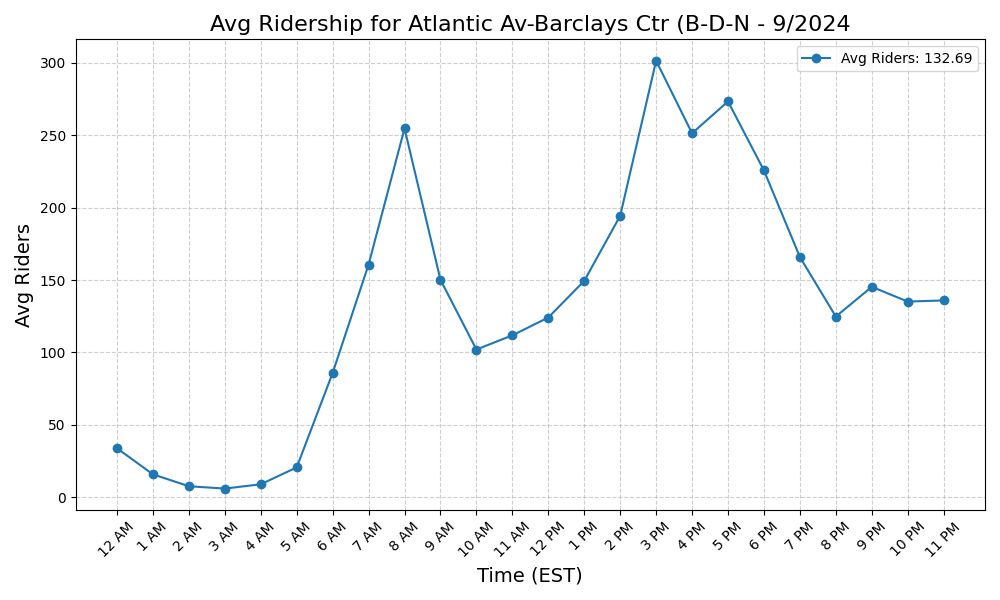 Avg Ridership for Atlantic Av-Barclays Ctr (B-D-N - 9/2024
Avg Riders: 132.69
Avg Riders
300
250
200
150
100
50
0
12 AM
1 AM
2 AM
3 AM
4 AM
5 AM
6 AM
7 AM
8 AM
9 AM
10 AM
11 AM
12 PM
1 PM
2 PM
3 PM
4 PM
5 PM
6 PM
7 PM
8 PM
9 PM
10 PM
11 PM
Time (EST)